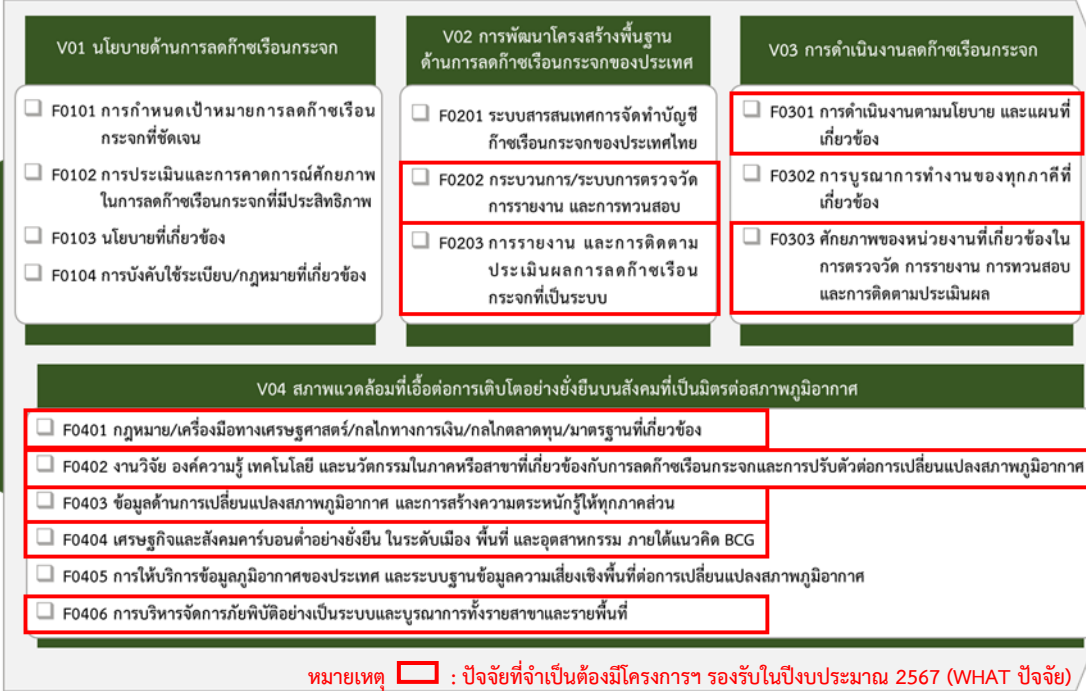 V01 นโยบายด้านการลดก๊าซเรือนกระจก
F0101 การกำหนดเป้าหมายการลดก๊าซเรือน
กระจกที่ชัดเจน
F0102 การประเมินและการคาดการณ์ศักยภาพ
ในการลดก๊าซเรือนกระจกที่มีประสิทธิภาพ
F0103 นโยบายที่เกี่ยวข้อง
F0104 การบังคับใช้ระเบียบ/กฎหมายที่เกี่ยวข้อง
V02 การพัฒนาโครงสร้างพื้นฐาน
ด้านการลดก๊าซเรือนกระจกของประเทศ
F0201 ระบบสารสนเทศการจัดทำบัญชี
ก๊าซเรือนกระจกของประเทศไทย
F0202 กระบวนการ/ระบบการตรวจวัด
การรายงาน และการทวนสอบ
F0203 การรายงาน และการติดตาม
ประเมินผลการลดก๊าซเรือน
กระจกที่เป็นระบบ
V03 การดำเนินงานลดก๊าซเรือนกระจก
F0301 การดำเนินงานตามนโยบาย และแผนที่
เกี่ยวข้อง
F0302 การบูรณาการทำงานของทุกภาคีที่
เกี่ยวข้อง
F0303 ศักยภาพของหน่วยงานที่เกี่ยวข้องใน
การตรวจวัด การรายงาน การทวนสอบ
และการติดตามประเมินผล
V04 สภาพแวดล้อมที่เอื้อต่อการเติบโตอย่างยั่งยืนบนสังคมที่เป็นมิตรต่อสภาพภูมิอากาศ
F0401 กฎหมาย/เครื่องมือทางเศรษฐศาสตร์/กลไกทางการเงิน/กลไกตลาดทุน/มาตรฐานที่เกี่ยวข้อง
F0402 งานวิจัย องค์ความรู้ เทคโนโลยี และนวัตกรรมในภาคหรือสาขาที่เกี่ยวข้องกับการลดก๊าซเรือนกระจกและการปรับตัวต่อการเปลี่ยนแปลงสภาพภูมิอากาศ
F0403 ข้อมูลด้านการเปลี่ยนแปลงสภาพภูมิอากาศ และการสร้างความตระหนักรู้ให้ทุกภาคส่วน
F0404 เศรษฐกิจและสังคมคาร์บอนต่ำอย่างยั่งยืน ในระดับเมือง พื้นที่ และอุตสาหกรรม ภายใต้แนวคิด BCG
F0405 การให้บริการข้อมูลภูมิอากาศของประเทศ และระบบฐานข้อมูลความเสี่ยงเชิงพื้นที่ต่อการเปลี่ยนแปลงสภาพภูมิอากาศ
F0406 การบริหารจัดการภัยพิบัติอย่างเป็นระบบและบูรณาการทั้งรายสาขาและรายพื้นที่
หมายเหตุ : ปัจจัยที่จำเป็นต้องมีโครงการฯ รองรับในปีงบประมาณ 2567 (WHAT ปัจจัย)